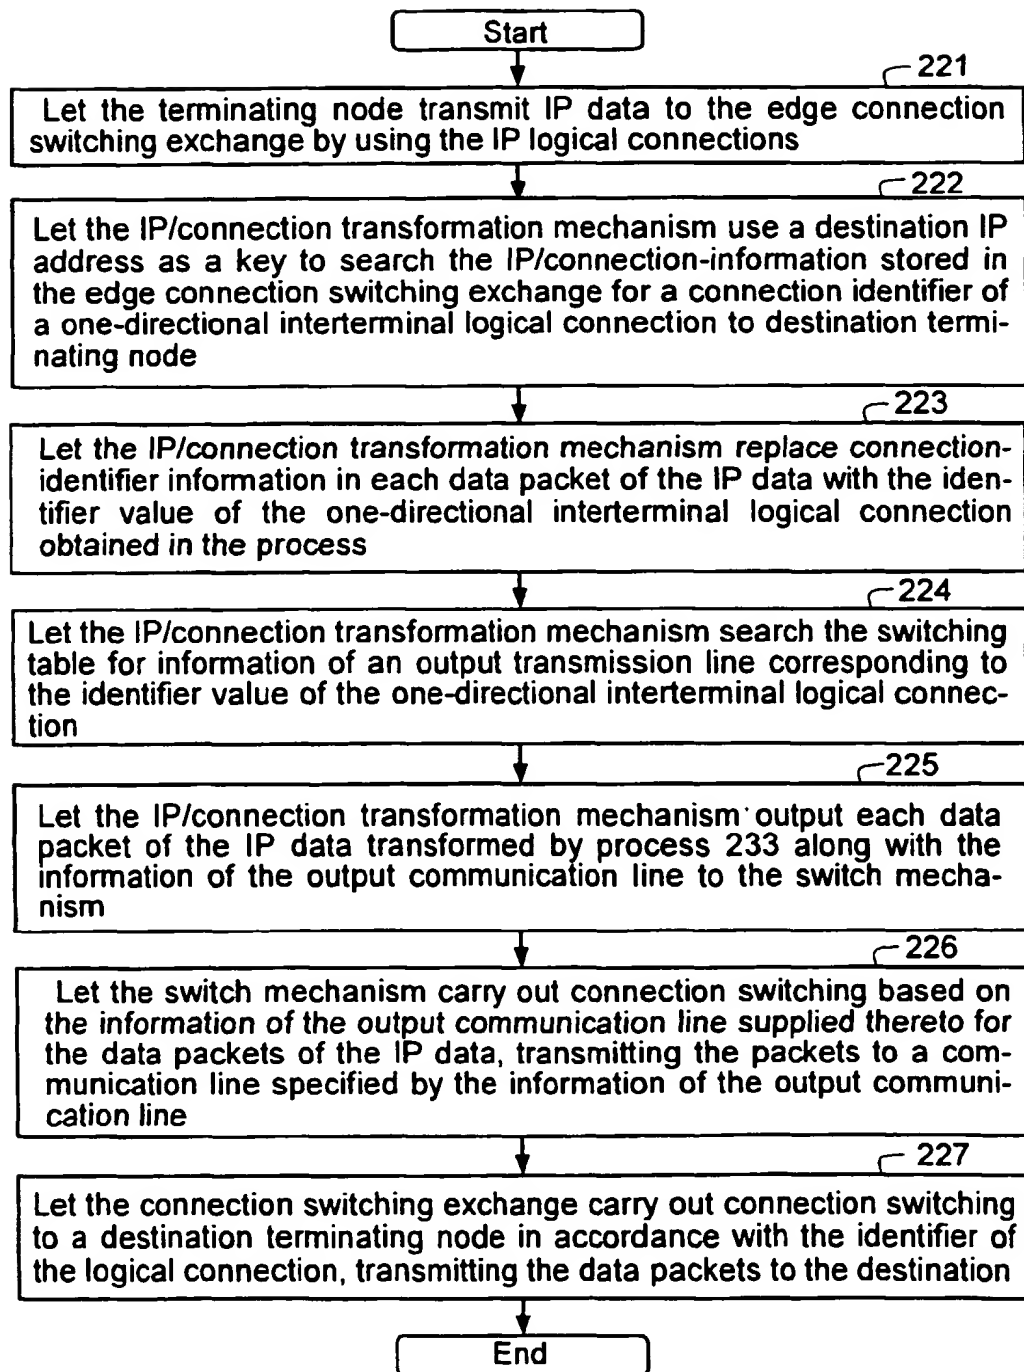 Start
221
Let the terminating node transmit IP data to the edge connection
switching exchange by using the IP logical connections
222
Let the IP/connection transformation mechanism use a destination IP
address as a key to search the IP/connection-information stored in
the edge connection switching exchange for a connection identifier of
a one-directional interterminal logical connection to destination termi-
nating node
223
Let the IP/connection transformation mechanism replace connection-
identifier information in each data packet of the IP data with the iden-
tifier value of the one-directional interterminal logical connection
obtained in the process
224
Let the IP/connection transformation mechanism search the switching
table for information of an output transmission line corresponding to
the identifier value of the one-directional interterminal logical connec-
tion
225
Let the IP/connection transformation mechanism output each data
packet of the IP data transformed by process 233 along with the
information of the output communication line to the switch mecha-
nism
226
Let the switch mechanism carry out connection switching based on
the information of the output communication line supplied thereto for
the data packets of the IP data, transmitting the packets to a com-
munication line specified by the information of the output communi-
cation line
227
Let the connection switching exchange carry out connection switching
to a destination terminating node in accordance with the identifier of
the logical connection, transmitting the data packets to the destination
End